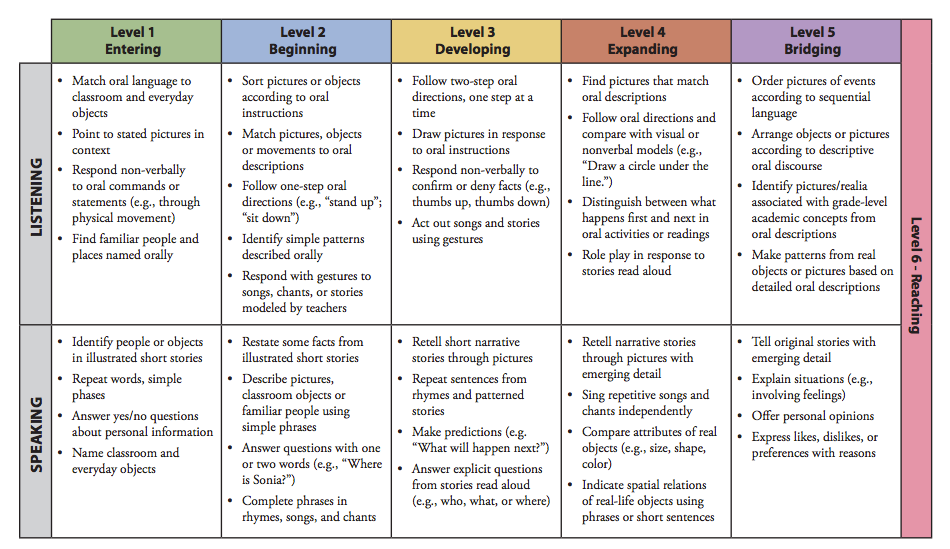 Level 1
Entering
Level 2
Beginning
Level 3
Developing
Level 4
Expanding
Level 5
Bridging
Level 6 - Reaching
LISTENING
• Match oral language to
classroom and everyday
objects
• Point to stated pictures in
context
• Respond non-verbally
to oral commands or
statements (e.g., through
physical movement)
• Find familiar people and
places named orally
• Sort pictures or objects
according to oral
instructions
• Match pictures, objects
or movements to oral
descriptions
• Follow one-step oral
directions (e.g., “stand up”;
“sit down”)
• Identify simple patterns
described orally
• Respond with gestures to
songs, chants, or stories
modeled by teachers
• Follow two-step oral
directions, one step at a
time
• Draw pictures in response
to oral instructions
• Respond non-verbally to
confirm or deny facts (e.g.,
thumbs up, thumbs down)
• Act out songs and stories
using gestures
• Find pictures that match
oral descriptions
• Follow oral directions and
compare with visual or
nonverbal models (e.g.,
“Draw a circle under the
line.”)
• Distinguish between what
happens first and next in
oral activities or readings
• Role play in response to
stories read aloud
• Order pictures of events
according to sequential
language
• Arrange objects or pictures
according to descriptive
oral discourse
• Identify pictures/realia
associated with grade-level
academic concepts from
oral descriptions
• Make patterns from real
objects or pictures based on
detailed oral descriptions
SPEAKING
• Identify people or objects
in illustrated short stories
• Repeat words, simple
phases
• Answer yes/no questions
about personal information
• Name classroom and
everyday objects
• Restate some facts from
illustrated short stories
• Describe pictures,
classroom objects or
familiar people using
simple phrases
• Answer questions with one
or two words (e.g., “Where
is Sonia?”)
• Complete phrases in
rhymes, songs, and chants
• Retell short narrative
stories through pictures
• Repeat sentences from
rhymes and patterned
stories
• Make predictions (e.g.
“What will happen next?”)
• Answer explicit questions
from stories read aloud
(e.g., who, what, or where)
• Retell narrative stories
through pictures with
emerging detail
• Sing repetitive songs and
chants independently
• Compare attributes of real
objects (e.g., size, shape,
color)
• Indicate spatial relations
of real-life objects using
phrases or short sentences
• Tell original stories with
emerging detail
• Explain situations (e.g.,
involving feelings)
• Offer personal opinions
• Express likes, dislikes, or
preferences with reasons